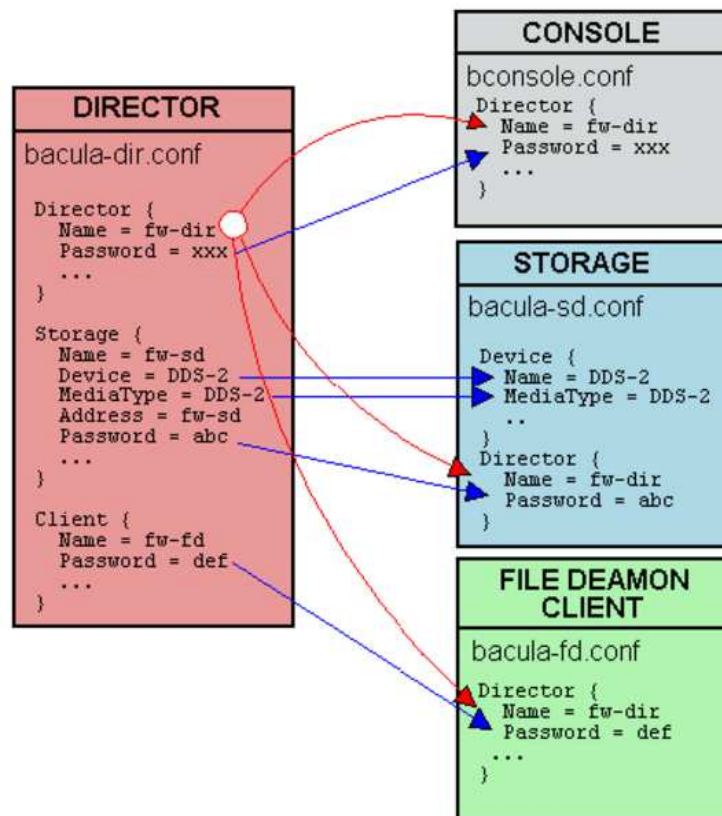 DIRECTOR
bacula-dir.conf
Director {
Name = fw-dir
Password = xxx
...
}
Storage {
Name = fw-sd
Device = DDS-2
MediaType = DDS-2
Address = fw-sd
Password = abc
...
}
Client {
Name = fw-fd
Password = def
...
}
CONSOLE
bconsole.conf
Director {
Name = fw-dir
Password = xxx
...
}
STORAGE
bacula-sd.conf
Device {
Name = DDS-2
MediaType = DDS-2
..
}
Director {
Name = fw-dir
Password = abc
}
FILE DEAMON
CLIENT
bacula-fd.conf
Director {
Name = fw-dir
Password = def
...
}